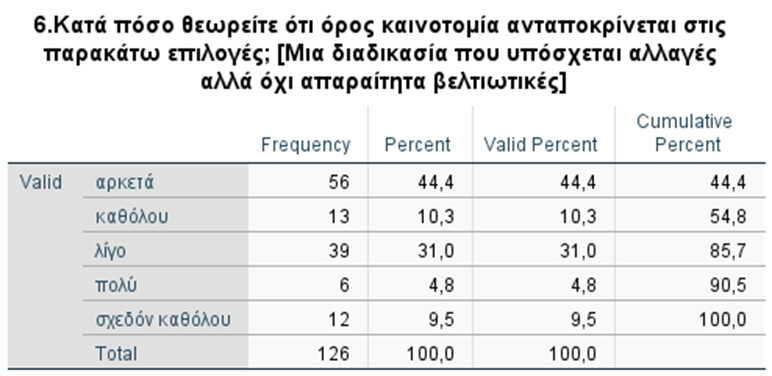 6.Κατά πόσο θεωρείτε ότι όρος καινοτομία ανταποκρίνεται στις
παρακάτω επιλογές; [Μια διαδικασία που υπόσχεται αλλαγές
αλλά όχι απαραίτητα βελτιωτικές]
Frequency Percent Valid Percent Cumulative Percent
Valid αρκετά 56 44,4 44,4 44,4
καθόλου 13 10,3 10,3 54,8
λίγο 39 31,0 31,0 85,7
πολύ 6 4,8 4,8 90,5
σχεδόν καθόλου 12 9,5 9,5 100,0
Total 126 100,0 100,0